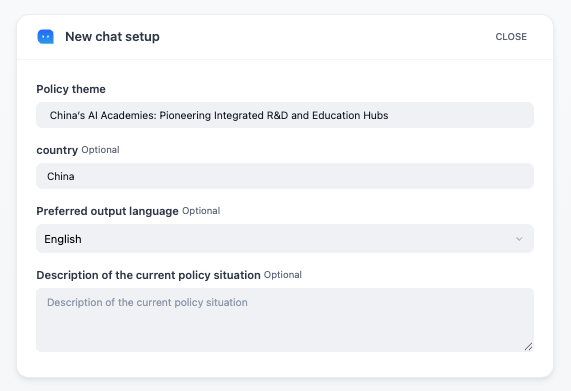 New chat setup
CLOSE
Policy theme
China's AI Academies: Pioneering Integrated R&D and Education Hubs
country Optional
China
Preferred output language Optional
English
Description of the current policy situation Optional
Description of the current policy situation